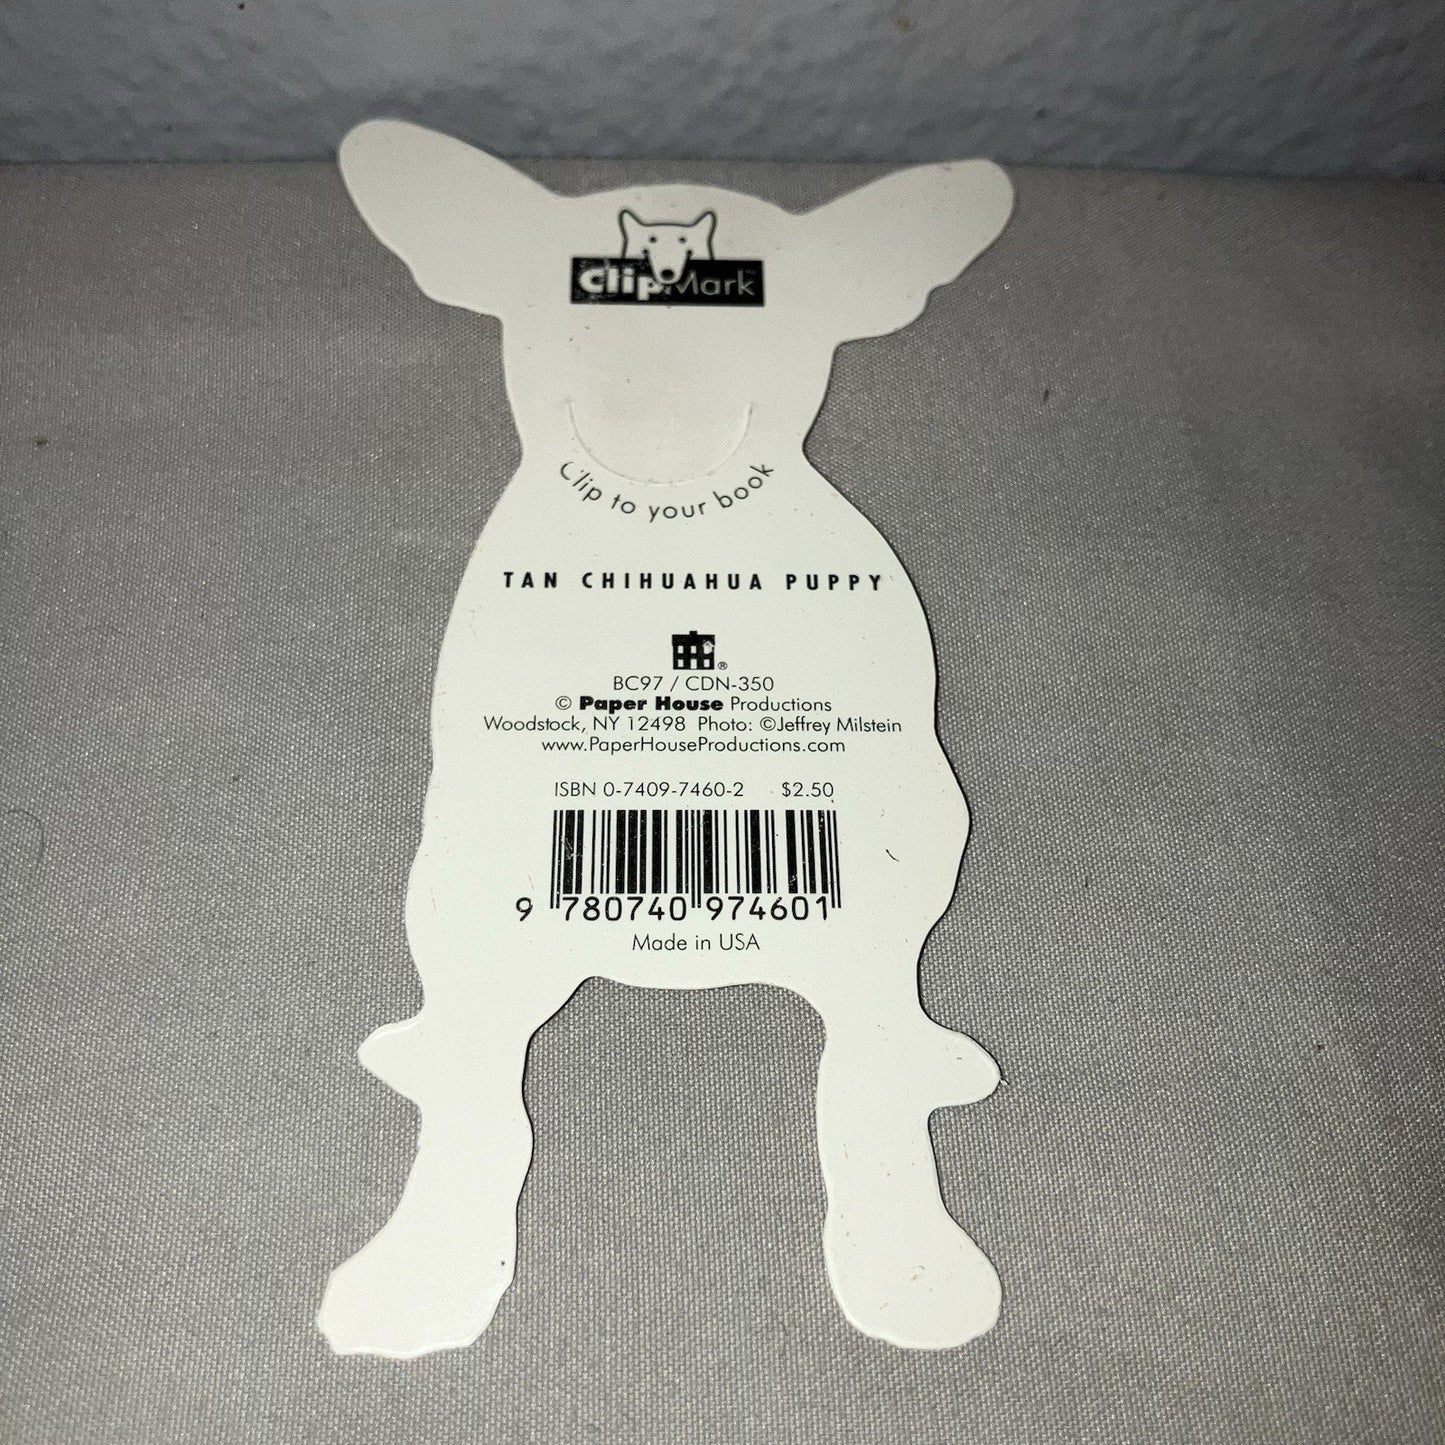 ClipMark™
Clip to your book
TAN CHIHUAHUA PUPPY
®
BC97 / CDN-350
© Paper House Productions
Woodstock, NY 12498 Photo: ©Jeffrey Milstein
www.PaperHouseProductions.com
ISBN 0-7409-7460-2 $2.50
9 780740 974601
Made in USA